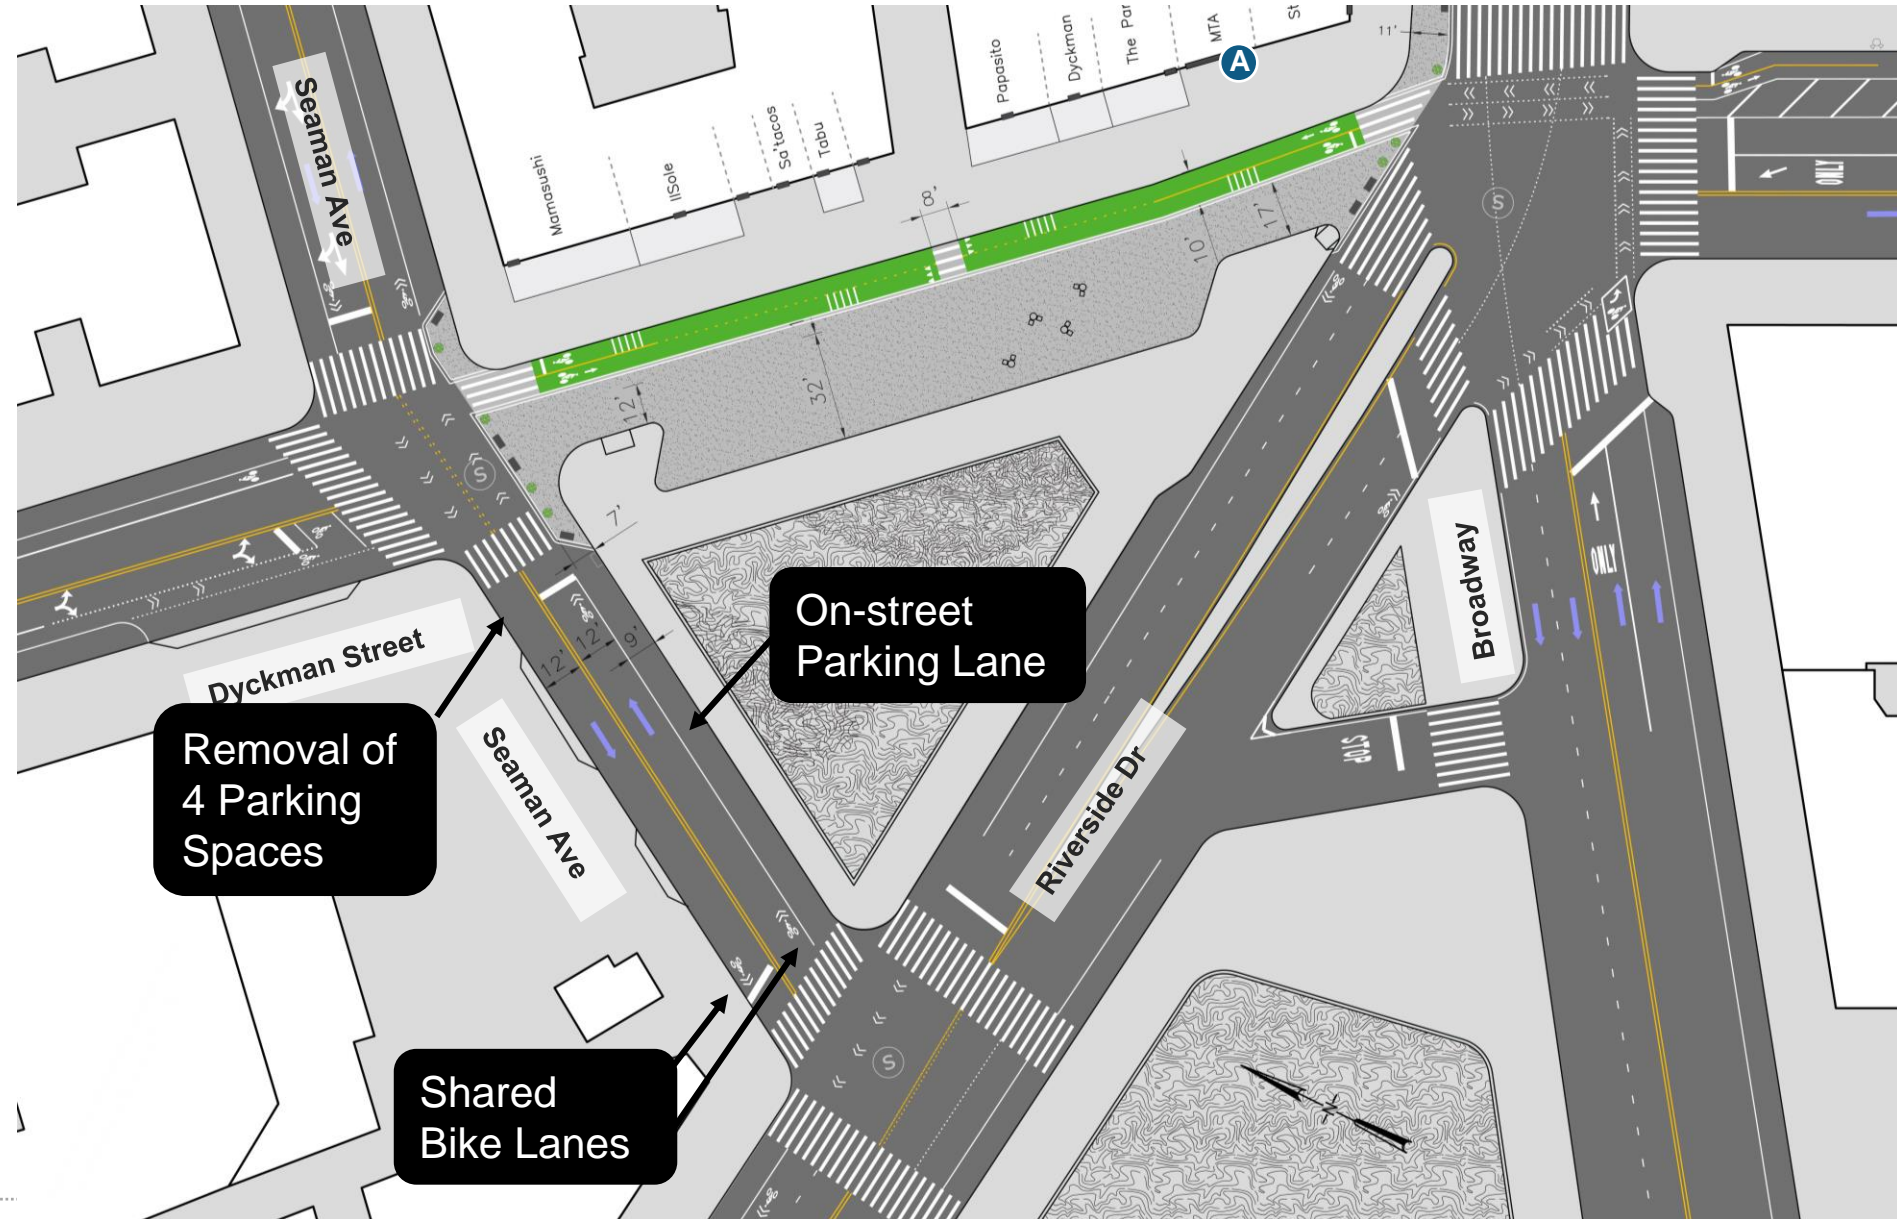 Seaman Ave
Mamasushi
IlSole
Sa'tacos
Tabu
Papasito
Dyckman
The Par
MTA
St
A
11'
ONLY
S
8'
10'
17'
32'
12'
S
7'
Dyckman Street
12'
12'
9'
On-street
Parking Lane
Broadway
ONLY
Removal of
4 Parking
Spaces
Seaman Ave
STOP
Riverside Dr
Shared
Bike Lanes
S
N